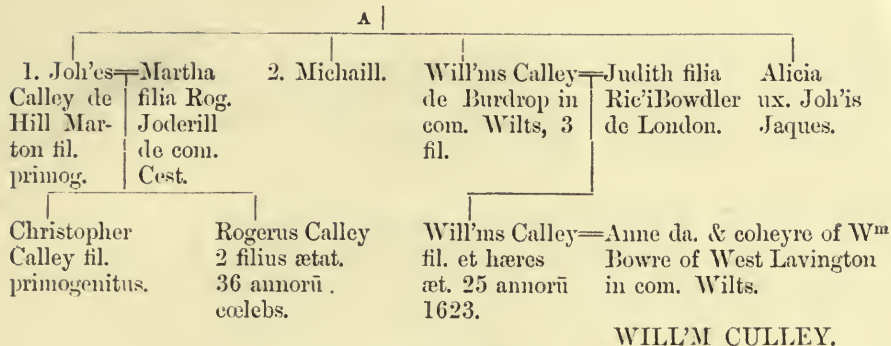 A
1. Joh'es
Calley de
Hill Mar-
ton fil.
primog.
Martha
filia Rog.
Joderill
de com.
Cest.
2. Michaill.
Will'ms Calley
de Burdrop in
com. Wilts, 3
fil.
Judith filia
Ric'iBowdler
de London.
Alicia
ux. Joh'is
Jaques.
Christopher
Calley fil.
primogenitus.
Rogerus Calley
2 filius ætat.
36 annorū .
cœlebs.
Will'ms Calley
fil. et hæres
æt. 25 annorū
1623.
Anne da. & coheyre of Wᵐ
Bowre of West Lavington
in com. Wilts.
WILL'M CULLEY.